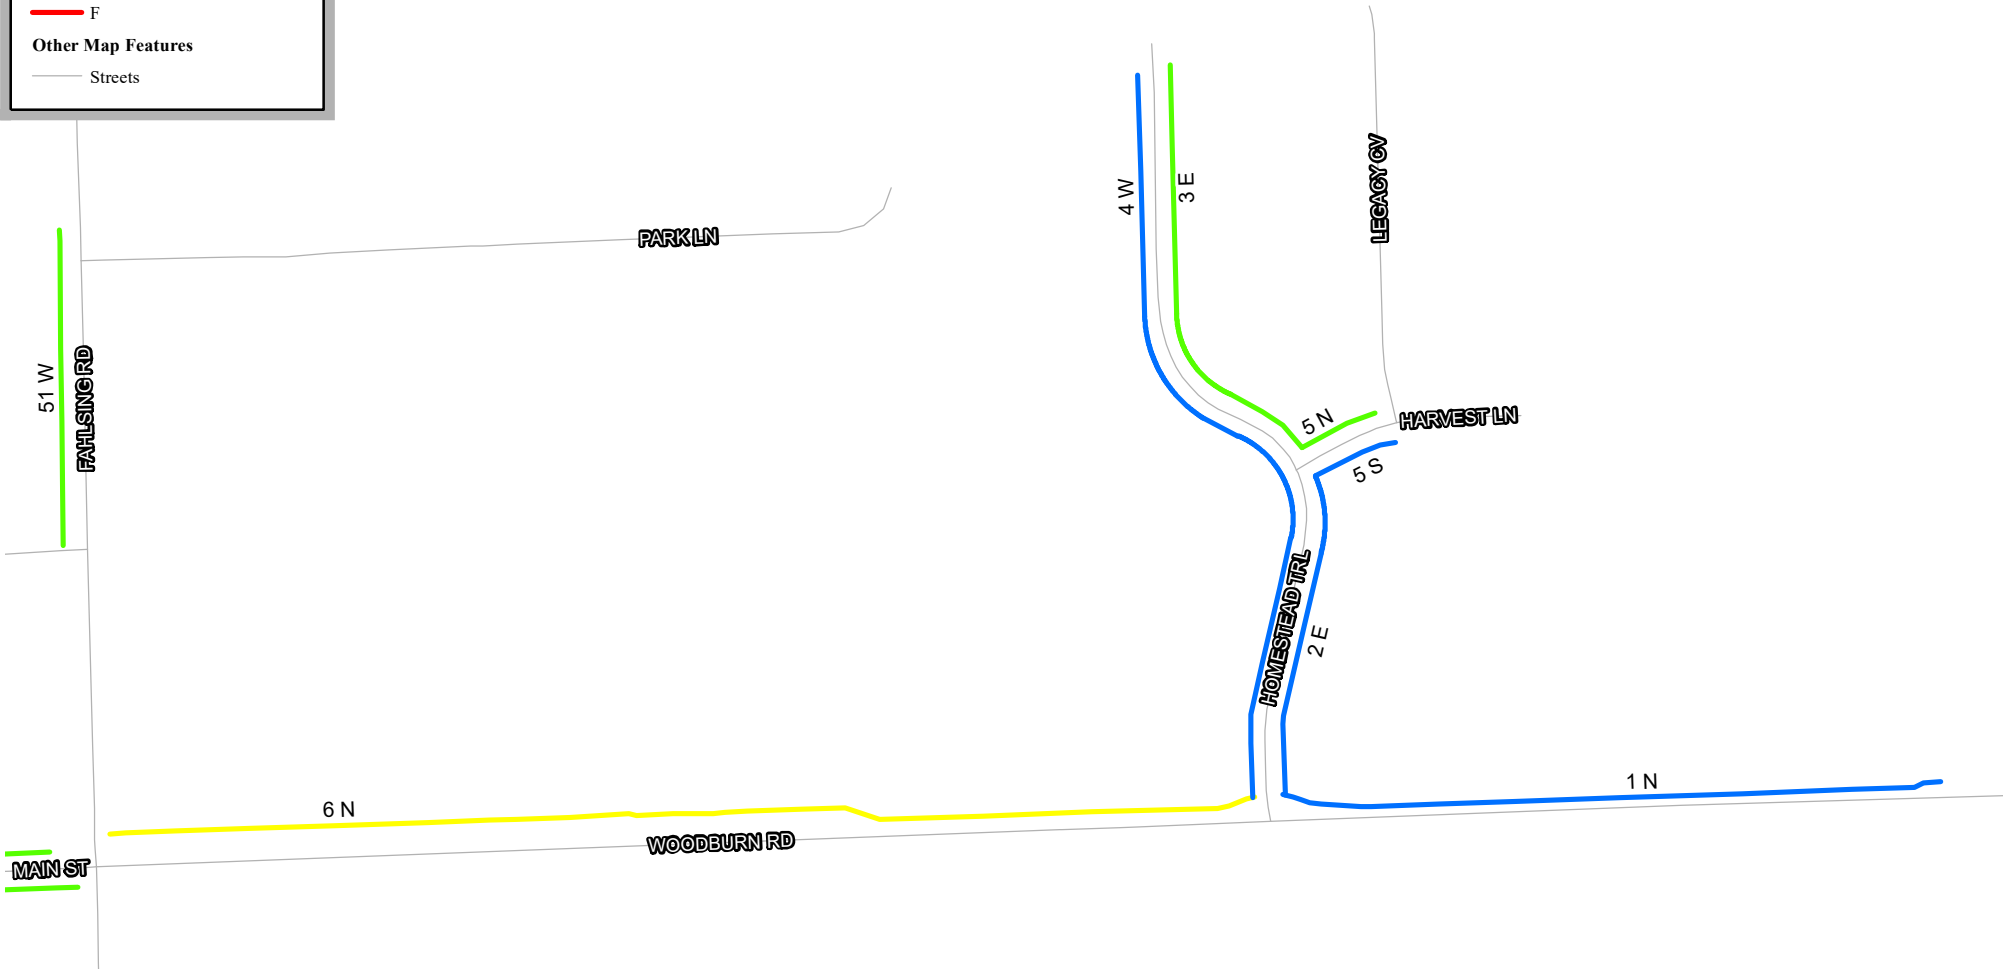 F
Other Map Features
Streets
LEGACY CV
4 W
3 E
PARK LN
51 W
FAHLSING RD
5 N
HARVEST LN
5 S
HOMESTEAD TRL
2 E
1 N
6 N
WOODBURN RD
MAIN ST